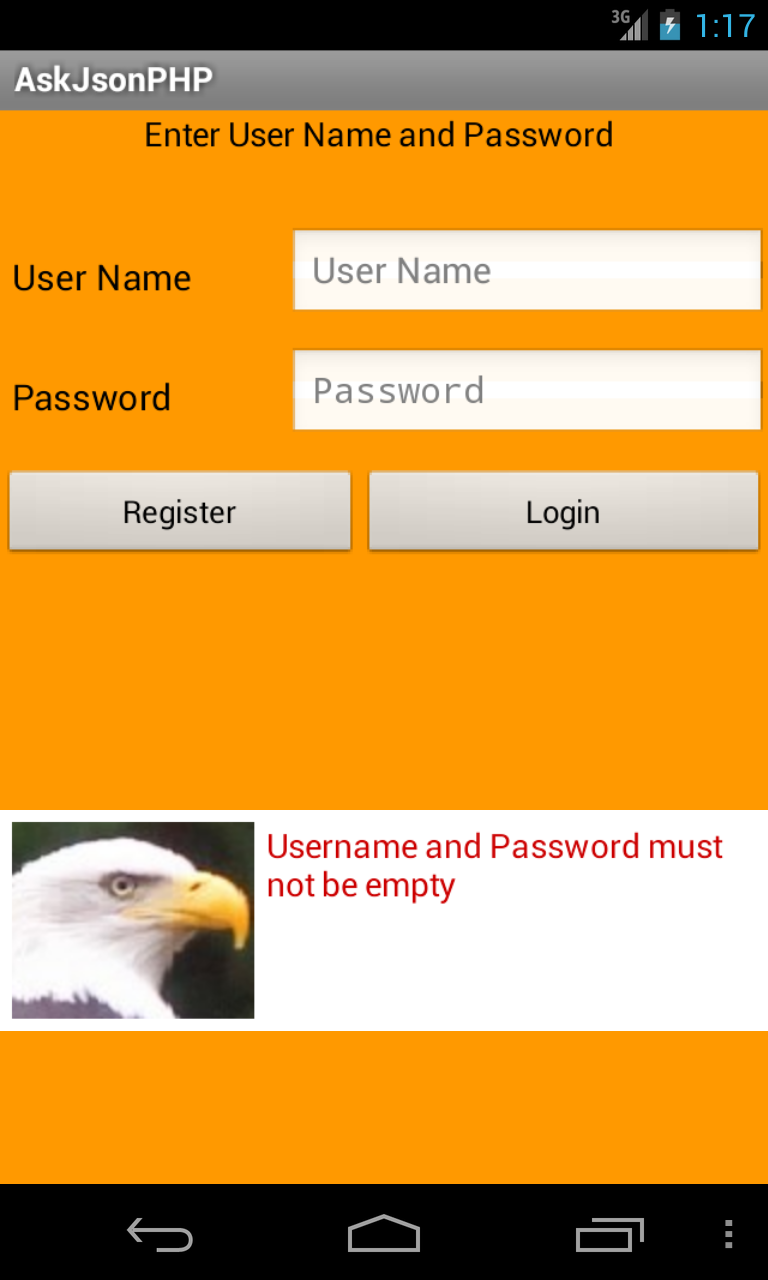 3G 1:17
AskJsonPHP
Enter User Name and Password
User Name User Name
Password Password
Register Login
Username and Password must
not be empty